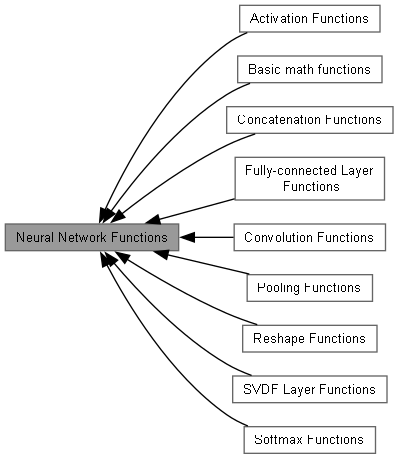 Activation Functions
Basic math functions
Concatenation Functions
Fully-connected Layer
Functions
Neural Network Functions
Convolution Functions
Pooling Functions
Reshape Functions
SVDF Layer Functions
Softmax Functions